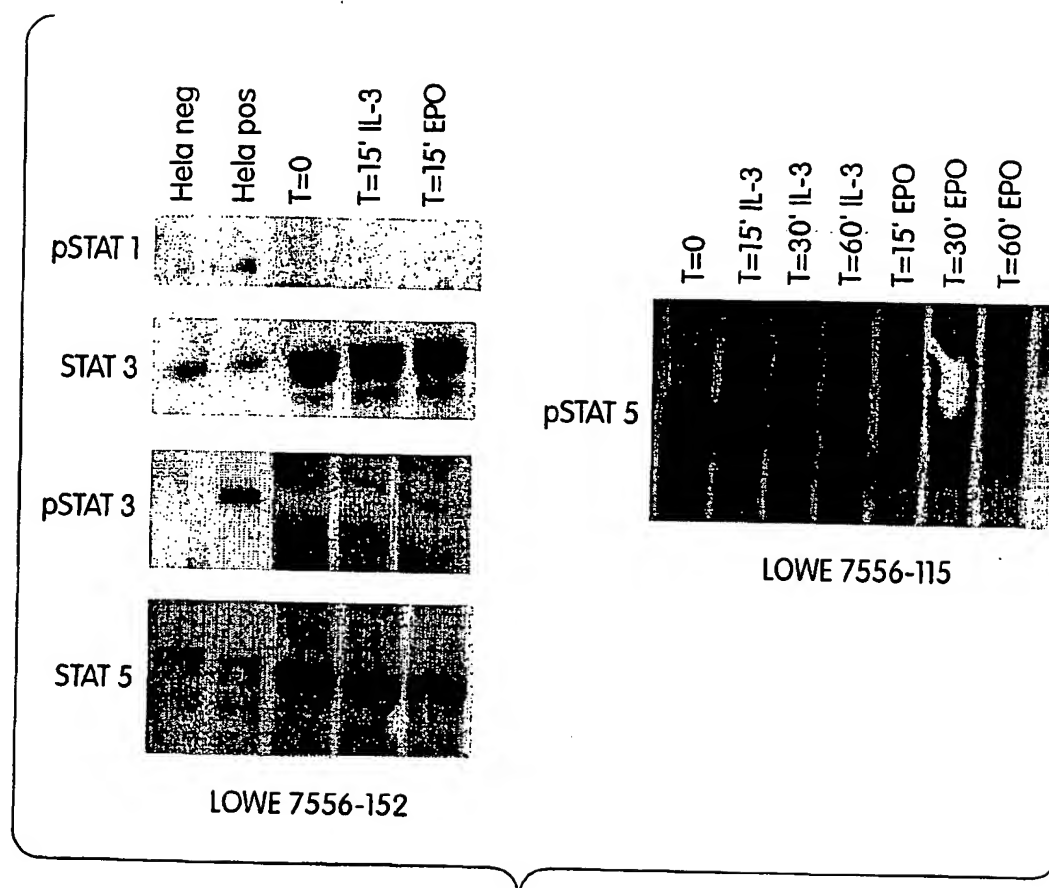 Hela neg
Hela pos
T=0
T=15' IL-3
T=15' EPO
pSTAT 1
STAT 3
pSTAT 3
STAT 5
LOWE 7556-152
T=0
T=15' IL-3
T=30' IL-3
T=60' IL-3
T=15' EPO
T=30' EPO
T=60' EPO
pSTAT 5
LOWE 7556-115